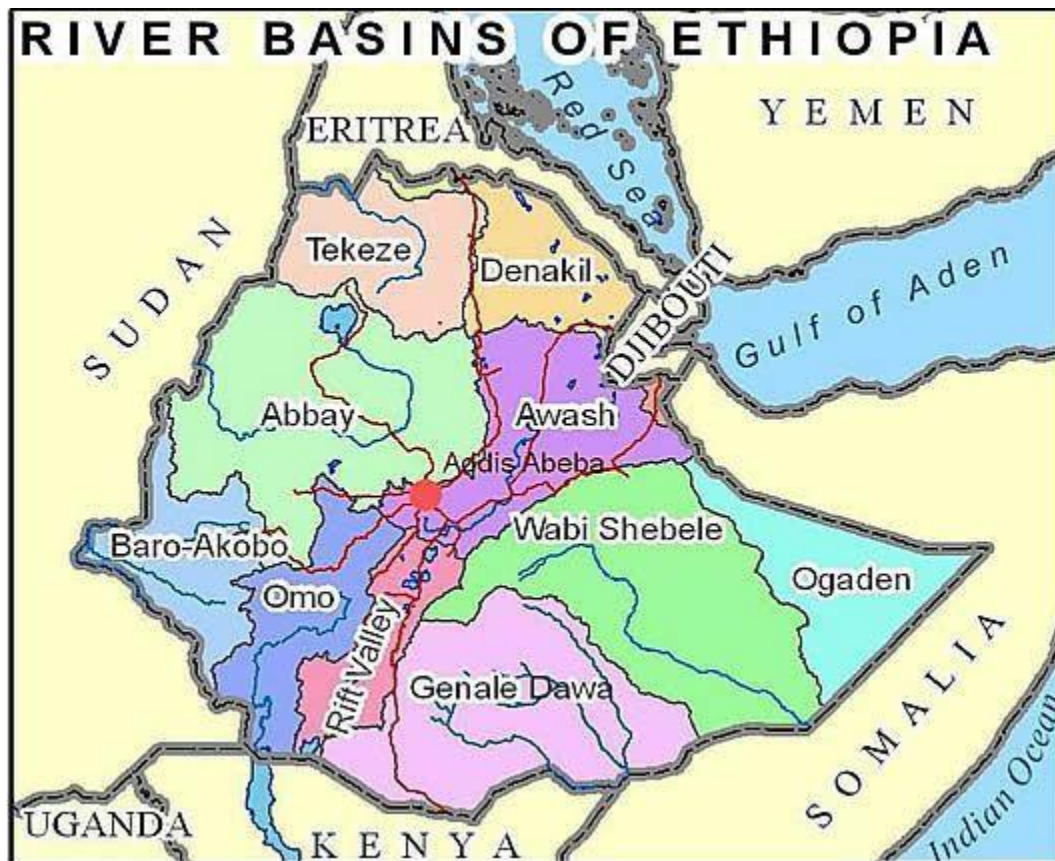 RIVER BASINS OF ETHIOPIA
YEMEN
Red Sea
ERITREA
Tekeze
Denakil
SUDAN
DJIBOUTI
Gulf of Aden
Abbay
Awash
Addis Abeba
Wabi Shebele
Baro-Akobo
Omo
Ogaden
Rift Valley
Genale Dawa
SOMALIA
Indian Ocean
UGANDA
KENYA